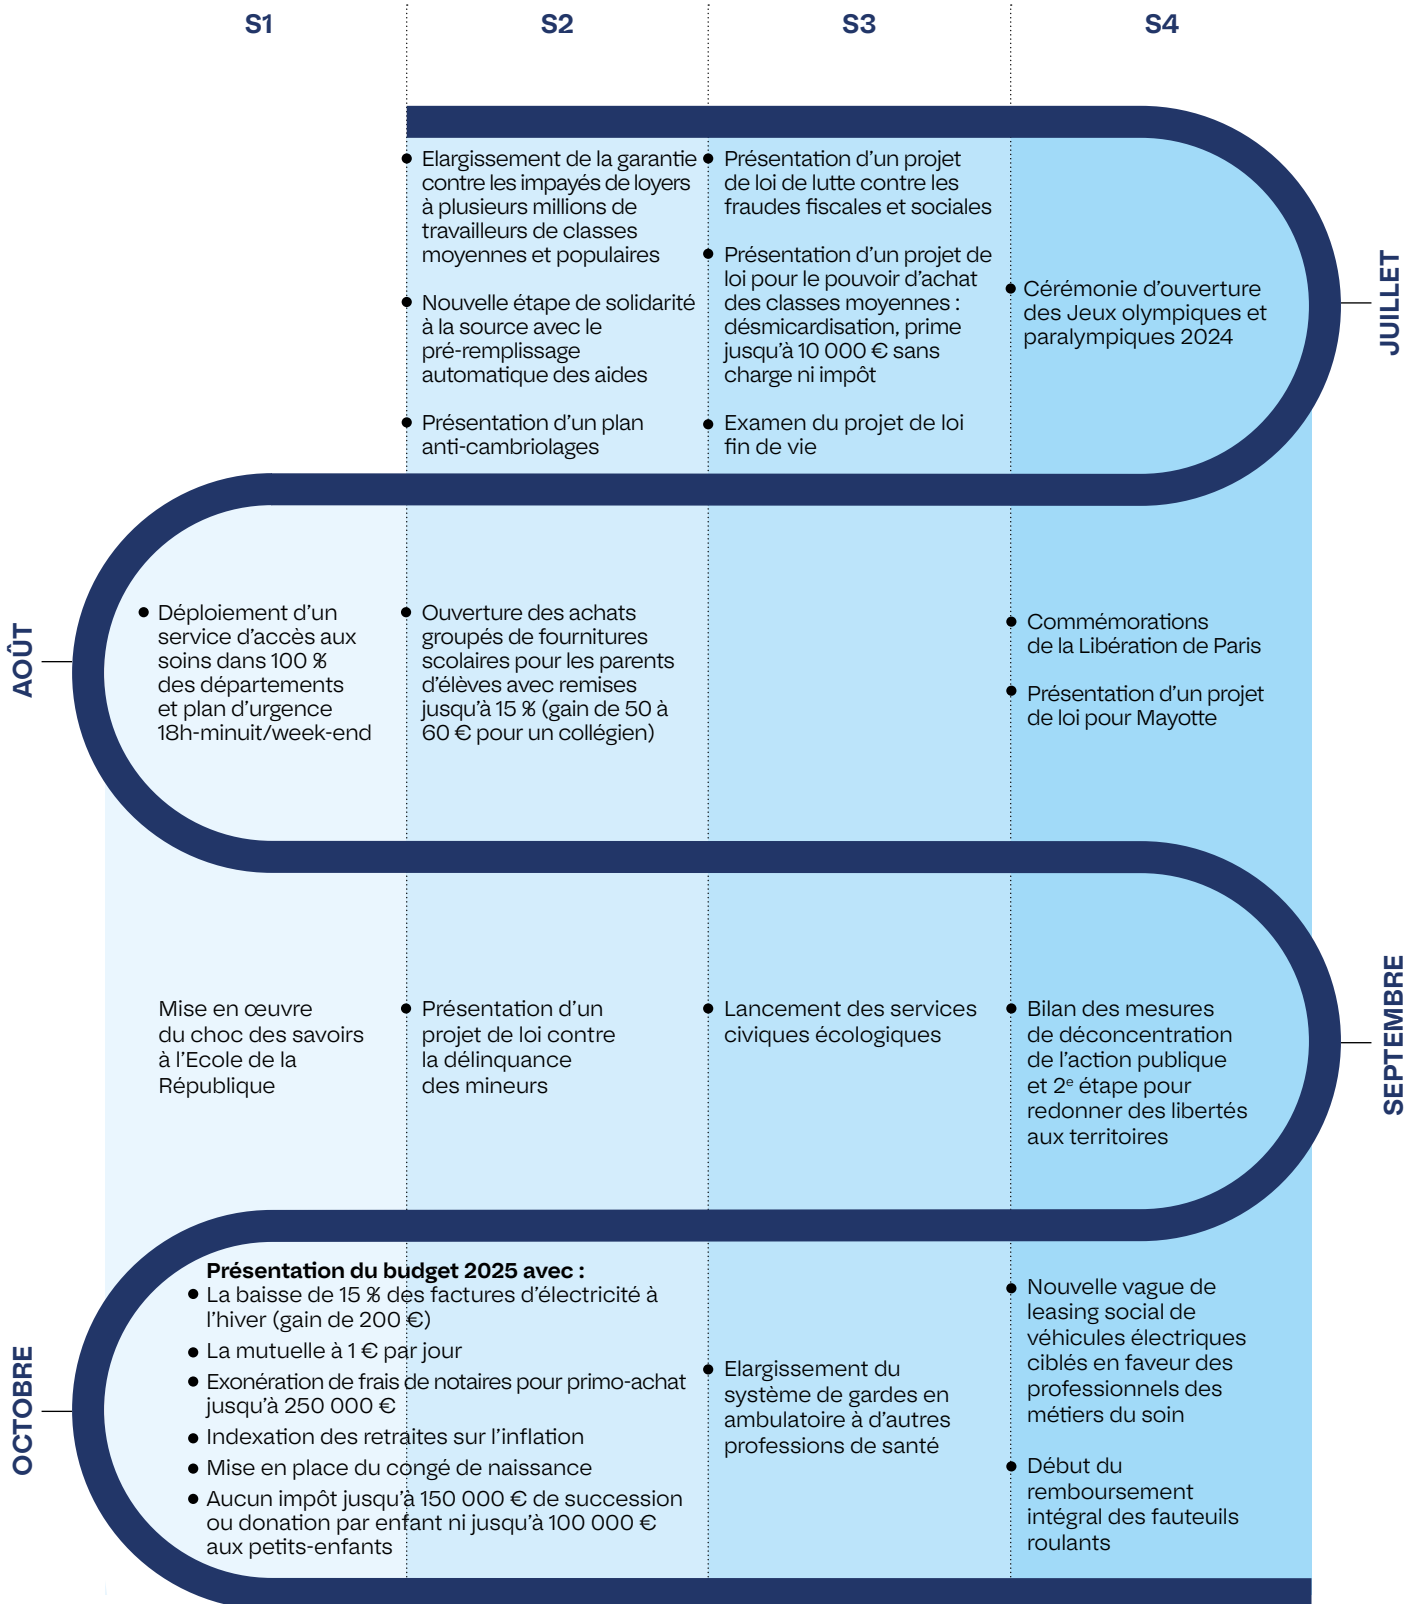 S1
S2
S3
S4
JUILLET
• Elargissement de la garantie
contre les impayés de loyers
à plusieurs millions de
travailleurs de classes
moyennes et populaires
• Nouvelle étape de solidarité
à la source avec le
pré-remplissage
automatique des aides
• Présentation d’un plan
anti-cambriolages
• Présentation d’un projet
de loi de lutte contre les
fraudes fiscales et sociales
• Présentation d’un projet de
loi pour le pouvoir d’achat
des classes moyennes :
désmicardisation, prime
jusqu’à 10 000 € sans
charge ni impôt
• Examen du projet de loi
fin de vie
• Cérémonie d’ouverture
des Jeux olympiques et
paralympiques 2024
AOÛT
• Déploiement d’un
service d’accès aux
soins dans 100 %
des départements
et plan d’urgence
18h-minuit/week-end
• Ouverture des achats
groupés de fournitures
scolaires pour les parents
d’élèves avec remises
jusqu’à 15 % (gain de 50 à
60 € pour un collégien)
• Commémorations
de la Libération de Paris
• Présentation d’un projet
de loi pour Mayotte
SEPTEMBRE
Mise en œuvre
du choc des savoirs
à l’Ecole de la
République
• Présentation d’un
projet de loi contre
la délinquance
des mineurs
• Lancement des services
civiques écologiques
• Bilan des mesures
de déconcentration
de l’action publique
et 2e étape pour
redonner des libertés
aux territoires
OCTOBRE
Présentation du budget 2025 avec :
• La baisse de 15 % des factures d’électricité à
l’hiver (gain de 200 €)
• La mutuelle à 1 € par jour
• Exonération de frais de notaires pour primo-achat
jusqu’à 250 000 €
• Indexation des retraites sur l’inflation
• Mise en place du congé de naissance
• Aucun impôt jusqu’à 150 000 € de succession
ou donation par enfant ni jusqu’à 100 000 €
aux petits-enfants
• Elargissement du
système de gardes en
ambulatoire à d’autres
professions de santé
• Nouvelle vague de
leasing social de
véhicules électriques
ciblés en faveur des
professionnels des
métiers du soin
• Début du
remboursement
intégral des fauteuils
roulants